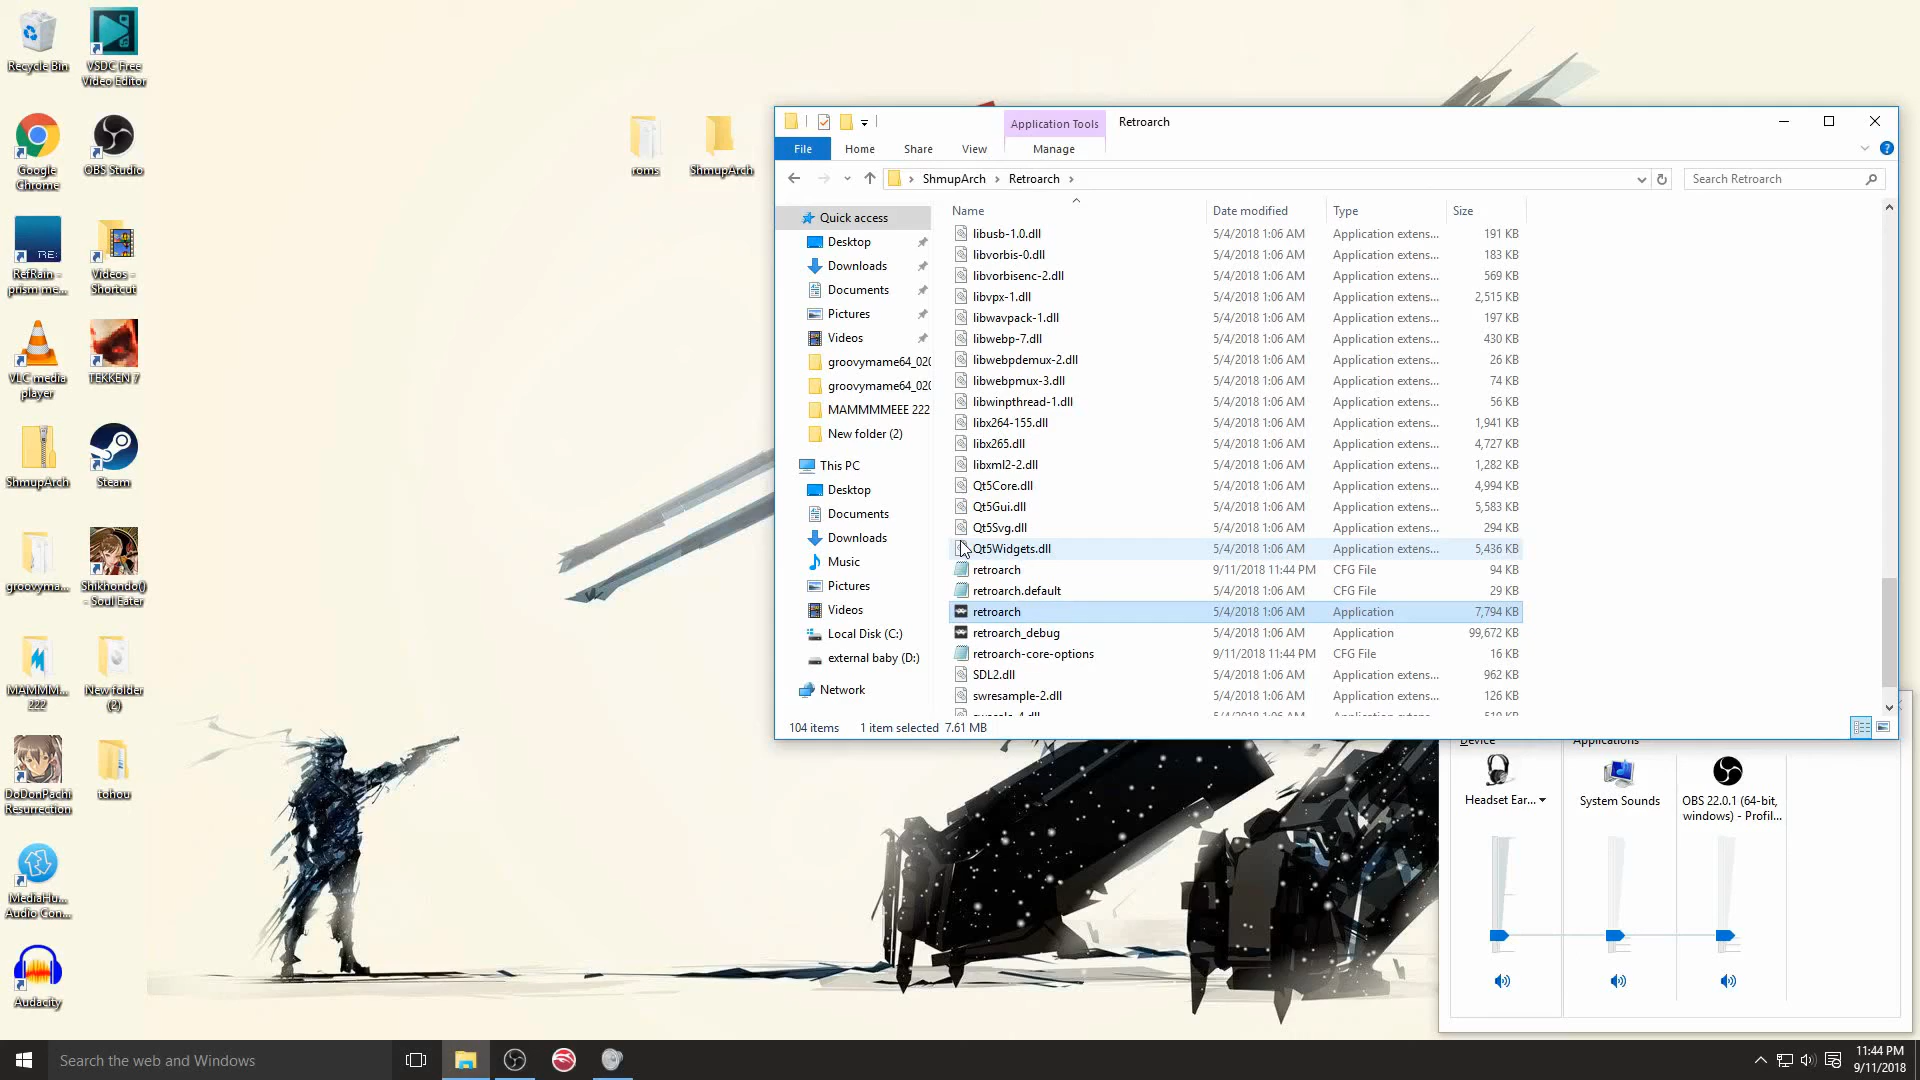 Recycle Bin
VSDC Free
Video Editor
Google
Chrome
OBS Studio
RefRain -
prism me...
Videos -
Shortcut
VLC media
player
TEKKEN 7
ShmupArch
Steam
groovyma...
Shikhondo()
- Soul Eater
MAMMM...
222
New folder
(2)
DoDonPachi
Resurrection
tohou
MediaHu...
Audio Con...
Audacity
roms
ShmupArch
Application Tools
Retroarch
File
Home
Share
View
Manage
ShmupArch
Retroarch
Search Retroarch
Quick access
Desktop
Downloads
Documents
Pictures
Videos
groovymame64_020
groovymame64_020
MAMMMMEEE 222
New folder (2)
This PC
Desktop
Documents
Downloads
Music
Pictures
Videos
Local Disk (C:)
external baby (D:)
Network
Name Date modified Type Size
libusb-1.0.dll 5/4/2018 1:06 AM Application extens... 191 KB
libvorbis-0.dll 5/4/2018 1:06 AM Application extens... 183 KB
libvorbisenc-2.dll 5/4/2018 1:06 AM Application extens... 569 KB
libvpx-1.dll 5/4/2018 1:06 AM Application extens... 2,515 KB
libwavpack-1.dll 5/4/2018 1:06 AM Application extens... 197 KB
libwebp-7.dll 5/4/2018 1:06 AM Application extens... 430 KB
libwebpdemux-2.dll 5/4/2018 1:06 AM Application extens... 26 KB
libwebpmux-3.dll 5/4/2018 1:06 AM Application extens... 74 KB
libwinpthread-1.dll 5/4/2018 1:06 AM Application extens... 56 KB
libx264-155.dll 5/4/2018 1:06 AM Application extens... 1,941 KB
libx265.dll 5/4/2018 1:06 AM Application extens... 4,727 KB
libxml2-2.dll 5/4/2018 1:06 AM Application extens... 1,282 KB
Qt5Core.dll 5/4/2018 1:06 AM Application extens... 4,994 KB
Qt5Gui.dll 5/4/2018 1:06 AM Application extens... 5,583 KB
Qt5Svg.dll 5/4/2018 1:06 AM Application extens... 294 KB
Qt5Widgets.dll 5/4/2018 1:06 AM Application extens... 5,436 KB
retroarch 9/11/2018 11:44 PM CFG File 94 KB
retroarch.default 5/4/2018 1:06 AM CFG File 29 KB
retroarch 5/4/2018 1:06 AM Application 7,794 KB
retroarch_debug 5/4/2018 1:06 AM Application 99,672 KB
retroarch-core-options 9/11/2018 11:44 PM CFG File 16 KB
SDL2.dll 5/4/2018 1:06 AM Application extens... 962 KB
swresample-2.dll 5/4/2018 1:06 AM Application extens... 126 KB
104 items 1 item selected 7.61 MB
Device
Applications
Headset Ear...
System Sounds
OBS 22.0.1 (64-bit,
windows) - Profil...
Search the web and Windows
11:44 PM
9/11/2018